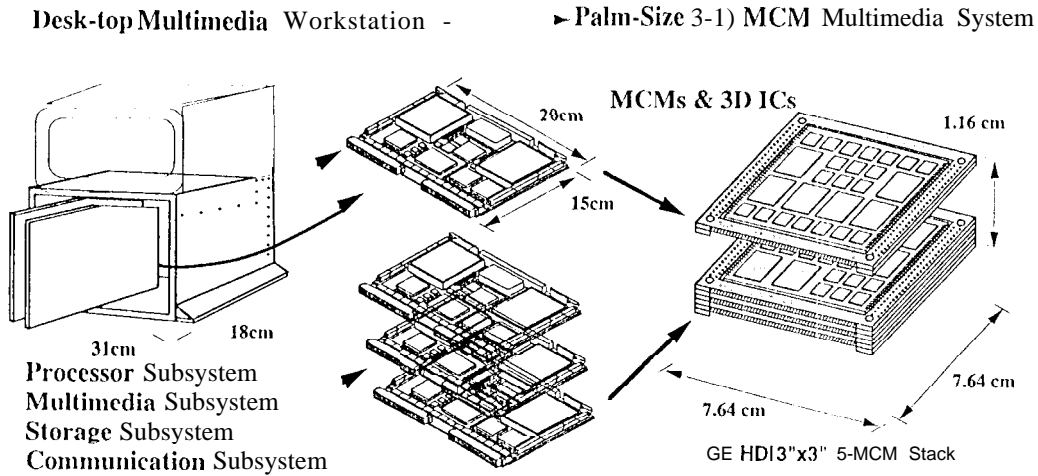 Desk-top Multimedia Workstation -
► Palm-Size 3-1) MCM Multimedia System
MCMs & 3D ICs
20cm
15cm
1.16 cm
31cm
18cm
Processor Subsystem
Multimedia Subsystem
Storage Subsystem
Communication Subsystem
7.64 cm
7.64 cm
GE HDI 3"x3" 5-MCM Stack